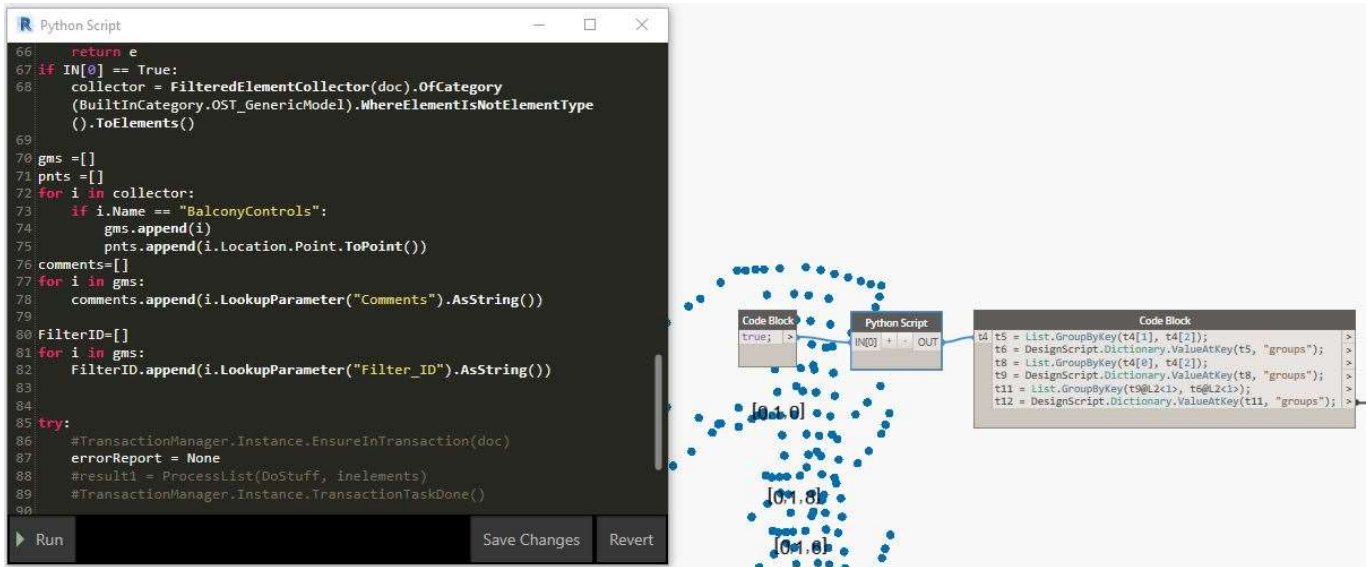 Python Script
66 return e
67 if IN[0] == True:
68 collector = FilteredElementCollector(doc).OfCategory
(BuiltInCategory.OST_GenericModel).WhereElementIsNotElementType
().ToElements()
69
70 gms =[]
71 pnts =[]
72 for i in collector:
73 if i.Name == "BalconyControls":
74 gms.append(i)
75 pnts.append(i.Location.Point.ToPoint())
76 comments=[]
77 for i in gms:
78 comments.append(i.LookupParameter("Comments").AsString())
79
80 FilterID=[]
81 for i in gms:
82 FilterID.append(i.LookupParameter("Filter_ID").AsString())
83
84
85 try:
86 #TransactionManager.Instance.EnsureInTransaction(doc)
87 errorReport = None
88 #result1 = ProcessList(DoStuff, inelements)
89 #TransactionManager.Instance.TransactionTaskDone()
90
Run
Save Changes
Revert
Code Block
true; >
Python Script
IN[0] + - OUT
Code Block
t4 t5 = List.GroupByKey(t4[1], t4[2]); >
t6 = DesignScript.Dictionary.ValueAtKey(t5, "groups"); >
t8 = List.GroupByKey(t4[0], t4[2]); >
t9 = DesignScript.Dictionary.ValueAtKey(t8, "groups"); >
t11 = List.GroupByKey(t9@L2<1>, t6@L2<1>); >
t12 = DesignScript.Dictionary.ValueAtKey(t11, "groups"); >
[0,1,8]